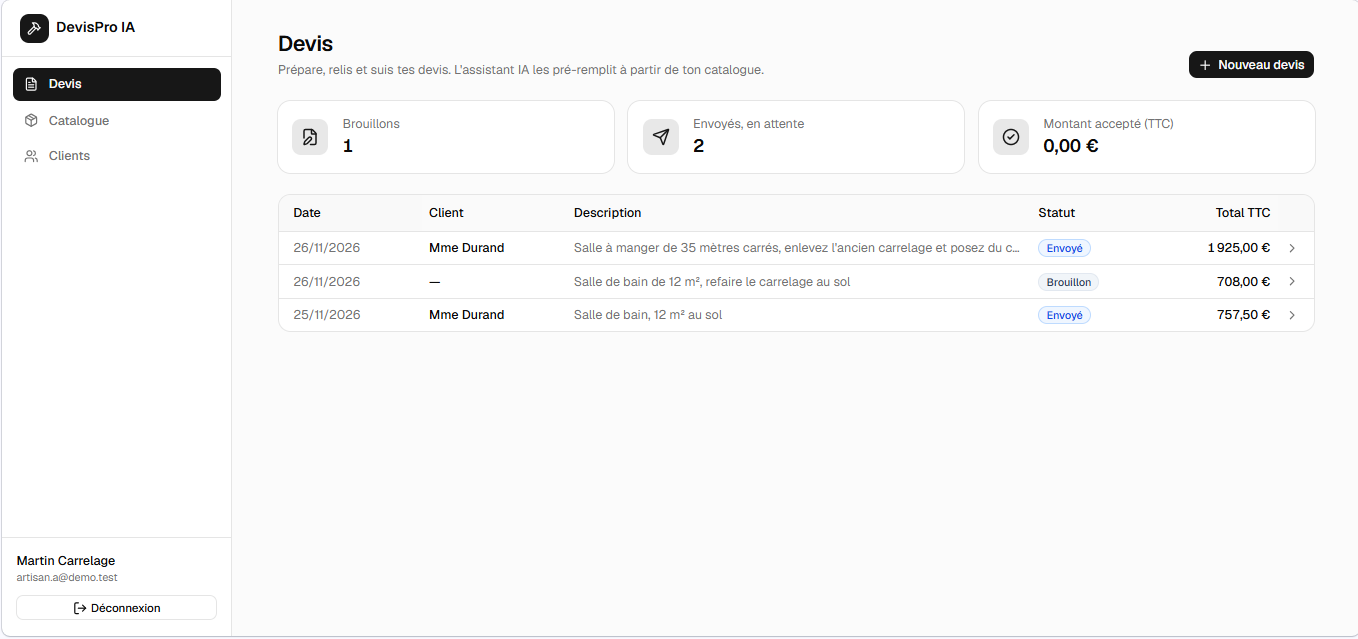 DevisPro IA
Devis
Catalogue
Clients
Martin Carrelage
artisan.a@demo.test
Déconnexion
Devis
Prépare, relis et suis tes devis. L'assistant IA les pré-remplit à partir de ton catalogue.
Nouveau devis
Brouillons
1
Envoyés, en attente
2
Montant accepté (TTC)
0,00 €
Date Client Description Statut Total TTC
26/11/2026 Mme Durand Salle à manger de 35 mètres carrés, enlevez l'ancien carrelage et posez du c... Envoyé 1 925,00 €
26/11/2026 — Salle de bain de 12 m², refaire le carrelage au sol Brouillon 708,00 €
25/11/2026 Mme Durand Salle de bain, 12 m² au sol Envoyé 757,50 €